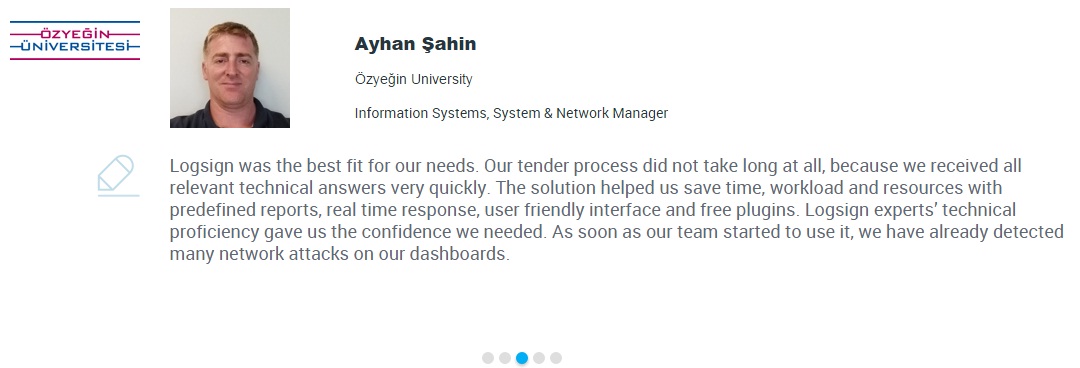 ÖZYEĞİN
ÜNİVERSİTESİ
Ayhan Şahin
Özyeğin University
Information Systems, System & Network Manager
Logsign was the best fit for our needs. Our tender process did not take long at all, because we received all
relevant technical answers very quickly. The solution helped us save time, workload and resources with
predefined reports, real time response, user friendly interface and free plugins. Logsign experts’ technical
proficiency gave us the confidence we needed. As soon as our team started to use it, we have already detected
many network attacks on our dashboards.